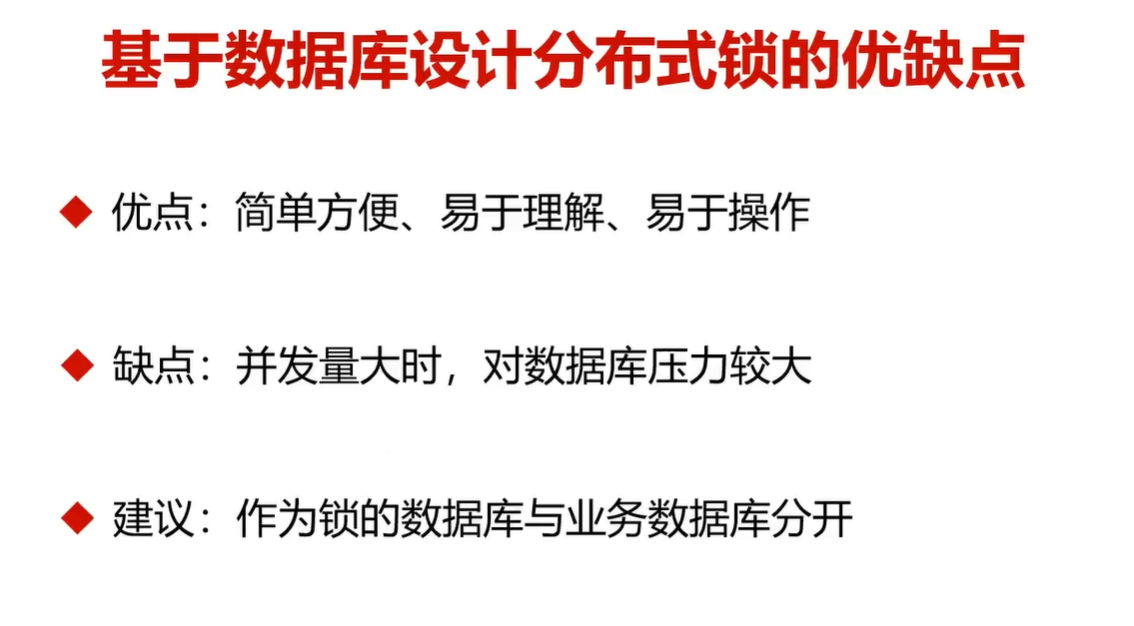 基于数据库设计分布式锁的优缺点
优点：简单方便、易于理解、易于操作
缺点：并发量大时，对数据库压力较大
建议：作为锁的数据库与业务数据库分开